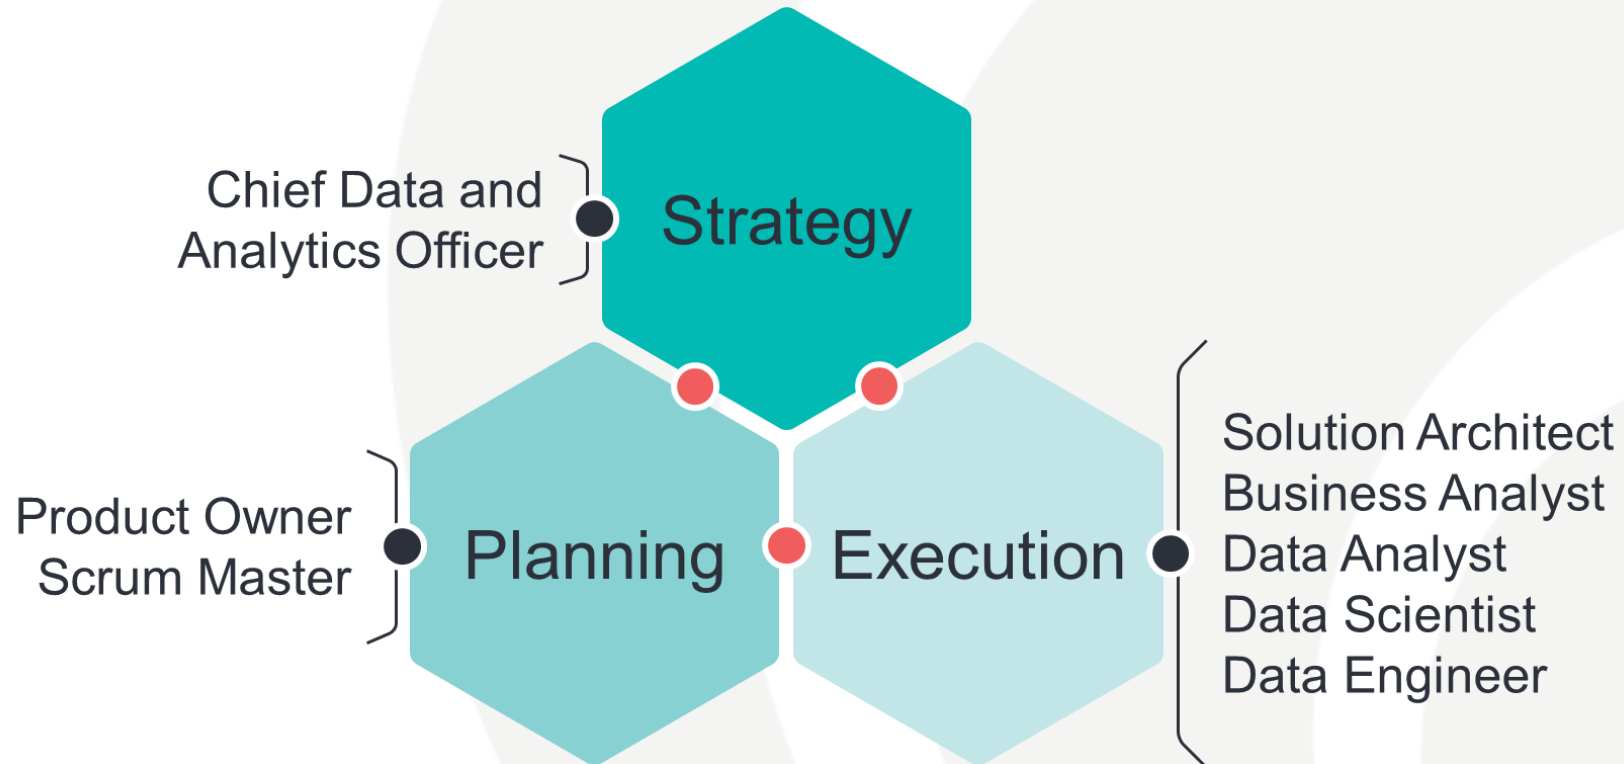 Chief Data and
Analytics Officer
Strategy
Product Owner
Scrum Master
Planning
Execution
Solution Architect
Business Analyst
Data Analyst
Data Scientist
Data Engineer